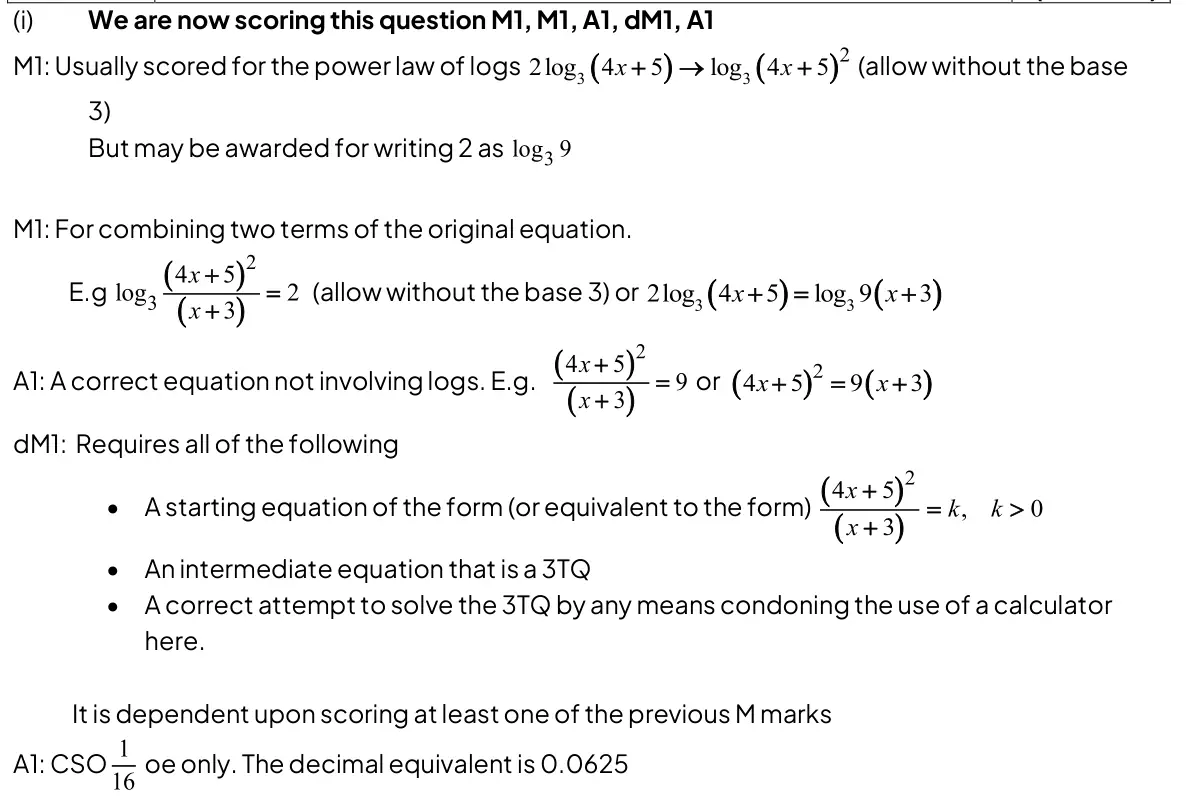 (i) We are now scoring this question M1, M1, A1, dM1, A1
M1: Usually scored for the power law of logs 2log₃(4x+5) → log₃(4x+5)² (allow without the base
3)
But may be awarded for writing 2 as log₃ 9
M1: For combining two terms of the original equation.
E.g log₃ (4x+5)²/(x+3) = 2 (allow without the base 3) or 2log₃(4x+5) = log₃ 9(x+3)
A1: A correct equation not involving logs. E.g. (4x+5)²/(x+3) = 9 or (4x+5)² = 9(x+3)
dM1: Requires all of the following
• A starting equation of the form (or equivalent to the form) (4x+5)²/(x+3) = k, k > 0
• An intermediate equation that is a 3TQ
• A correct attempt to solve the 3TQ by any means condoning the use of a calculator
here.
It is dependent upon scoring at least one of the previous M marks
A1: CSO 1/16 oe only. The decimal equivalent is 0.0625